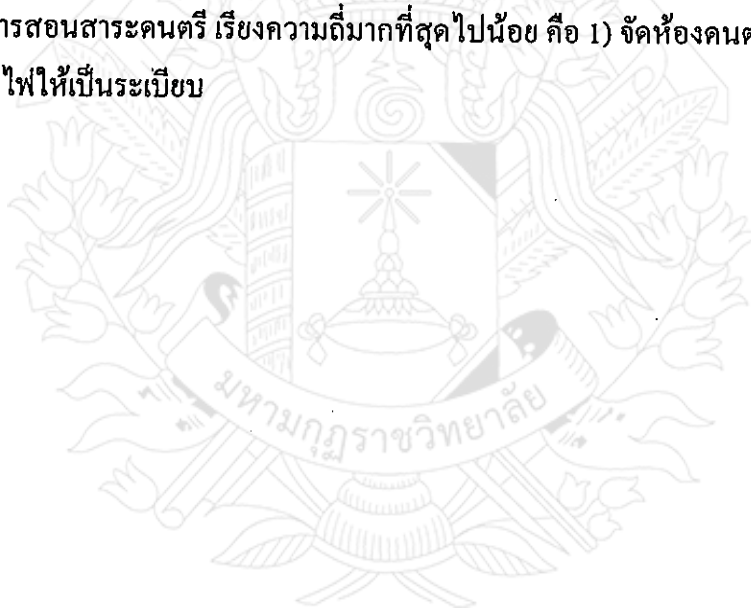 ารสอนสาระดนตรี เรียงความถี่มากที่สุดไปน้อย คือ 1) จัดห้องดนต
ไฟให้เป็นระเบียบ
มหามกุฏราชวิทยาลัย